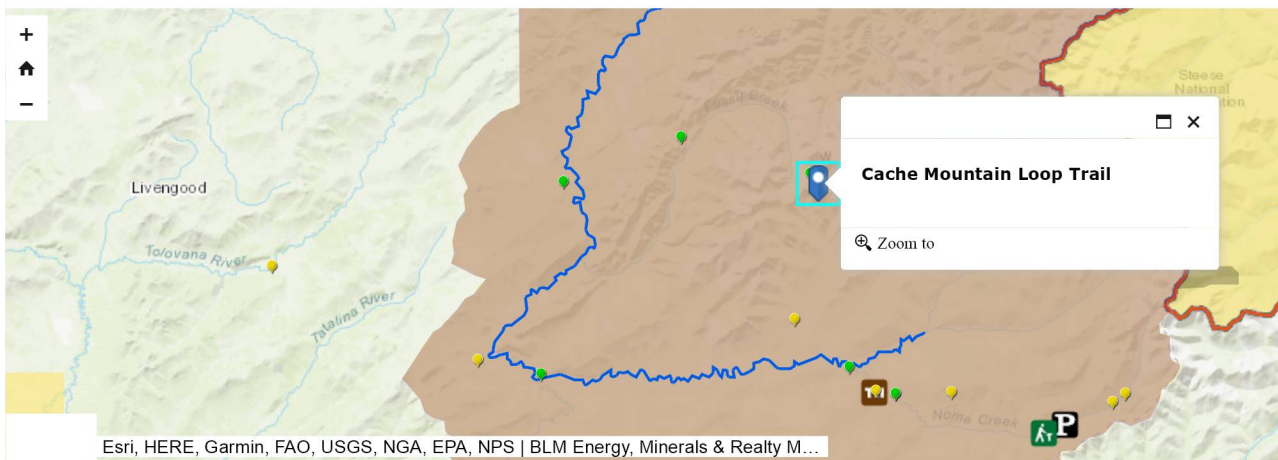 +
−
Steese
National
Fossil Creek
Livengood
Cache Mountain Loop Trail
Tolovana River
Zoom to
Tatalina River
Nome Creek
P
Esri, HERE, Garmin, FAO, USGS, NGA, EPA, NPS | BLM Energy, Minerals & Realty M...